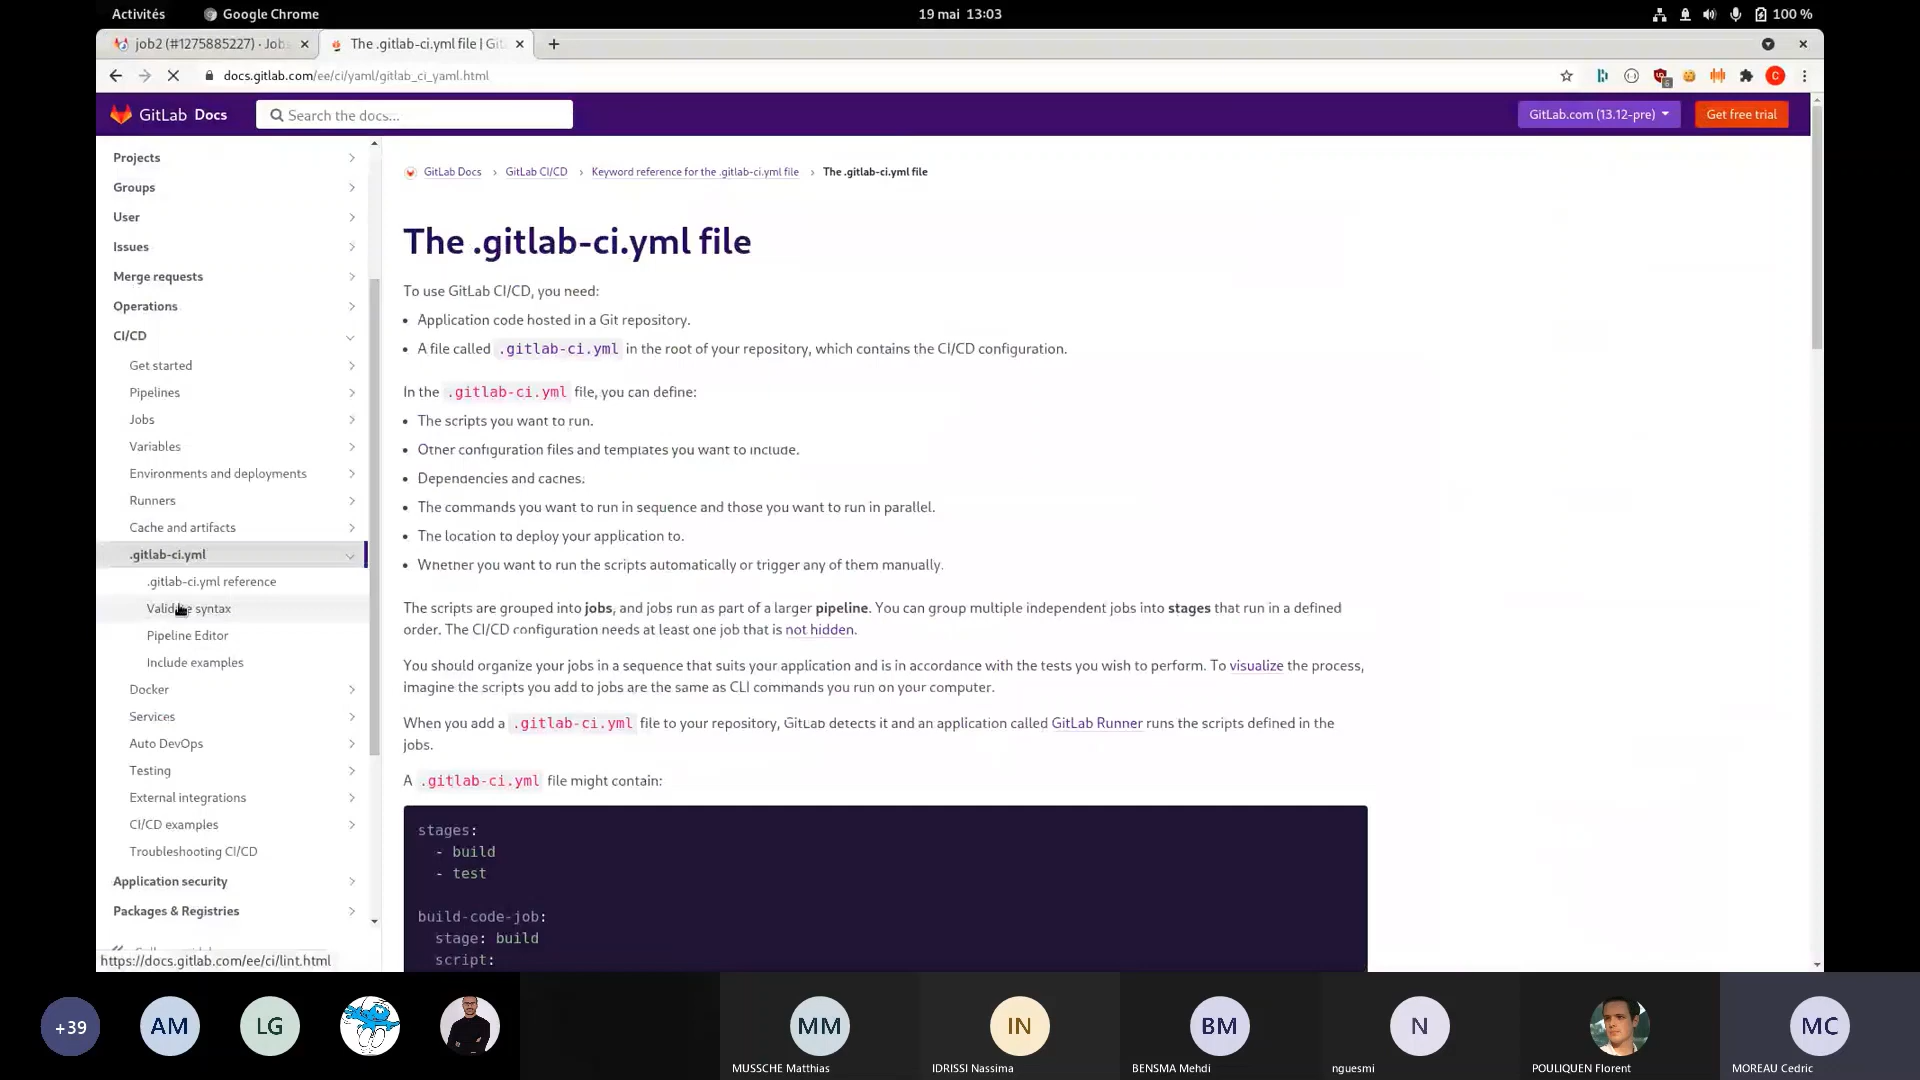 Activités
Google Chrome
19 mai 13:03
100 %
job2 (#1275885227) · Jobs
The .gitlab-ci.yml file | Git
docs.gitlab.com/ee/ci/yaml/gitlab_ci_yaml.html
C
GitLab Docs
Search the docs...
GitLab.com (13.12-pre)
Get free trial
Projects
Groups
User
Issues
Merge requests
Operations
CI/CD
Get started
Pipelines
Jobs
Variables
Environments and deployments
Runners
Cache and artifacts
.gitlab-ci.yml
.gitlab-ci.yml reference
Validate syntax
Pipeline Editor
Include examples
Docker
Services
Auto DevOps
Testing
External integrations
CI/CD examples
Troubleshooting CI/CD
Application security
Packages & Registries
https://docs.gitlab.com/ee/ci/lint.html
GitLab Docs › GitLab CI/CD › Keyword reference for the .gitlab-ci.yml file › The .gitlab-ci.yml file
The .gitlab-ci.yml file
To use GitLab CI/CD, you need:
• Application code hosted in a Git repository.
• A file called .gitlab-ci.yml in the root of your repository, which contains the CI/CD configuration.
In the .gitlab-ci.yml file, you can define:
• The scripts you want to run.
• Other configuration files and templates you want to include.
• Dependencies and caches.
• The commands you want to run in sequence and those you want to run in parallel.
• The location to deploy your application to.
• Whether you want to run the scripts automatically or trigger any of them manually.
The scripts are grouped into jobs, and jobs run as part of a larger pipeline. You can group multiple independent jobs into stages that run in a defined
order. The CI/CD configuration needs at least one job that is not hidden.
You should organize your jobs in a sequence that suits your application and is in accordance with the tests you wish to perform. To visualize the process,
imagine the scripts you add to jobs are the same as CLI commands you run on your computer.
When you add a .gitlab-ci.yml file to your repository, GitLab detects it and an application called GitLab Runner runs the scripts defined in the
jobs.
A .gitlab-ci.yml file might contain:
stages:
- build
- test
build-code-job:
stage: build
script:
+39
AM
LG
MM
IN
BM
N
MC
MUSSCHE Matthias
IDRISSI Nassima
BENSMA Mehdi
nguesmi
POULIQUEN Florent
MOREAU Cedric